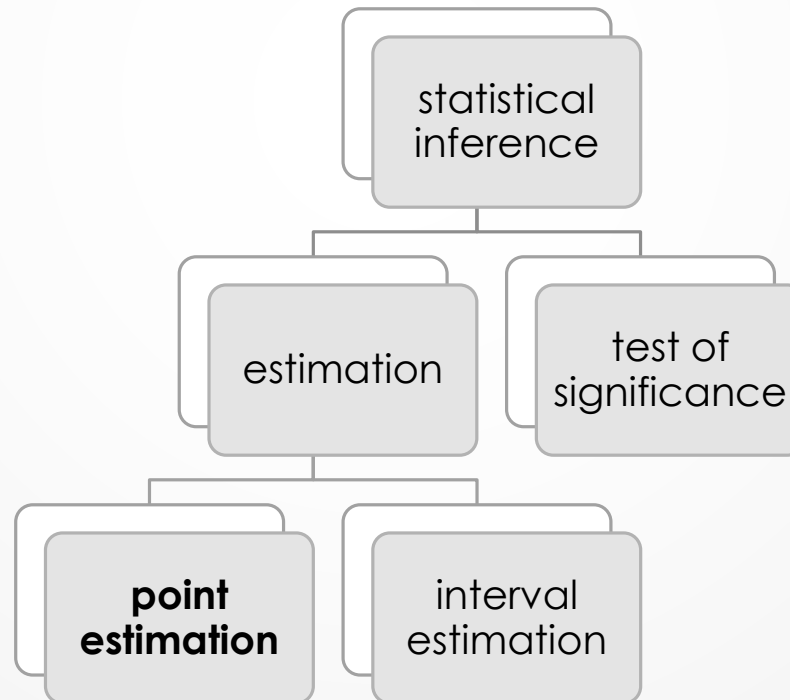 statistical
inference
estimation
test of
significance
point
estimation
interval
estimation